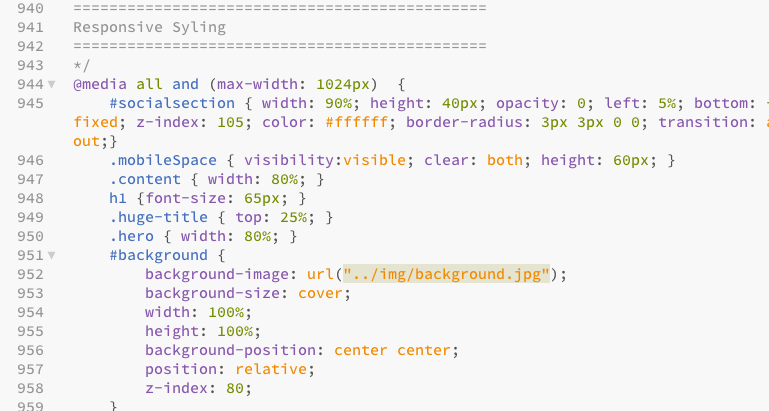 940 ==============================================
941 Responsive Syling
942 ==============================================
943 */
944 @media all and (max-width: 1024px)  {
945     #socialsection { width: 90%; height: 40px; opacity: 0; left: 5%; bottom:
fixed; z-index: 105; color: #ffffff; border-radius: 3px 3px 0 0; transition:
out;}
946     .mobileSpace { visibility:visible; clear: both; height: 60px; }
947     .content { width: 80%; }
948     h1 {font-size: 65px; }
949     .huge-title { top: 25%; }
950     .hero { width: 80%; }
951     #background {
952         background-image: url("../img/background.jpg");
953         background-size: cover;
954         width: 100%;
955         height: 100%;
956         background-position: center center;
957         position: relative;
958         z-index: 80;
959     }